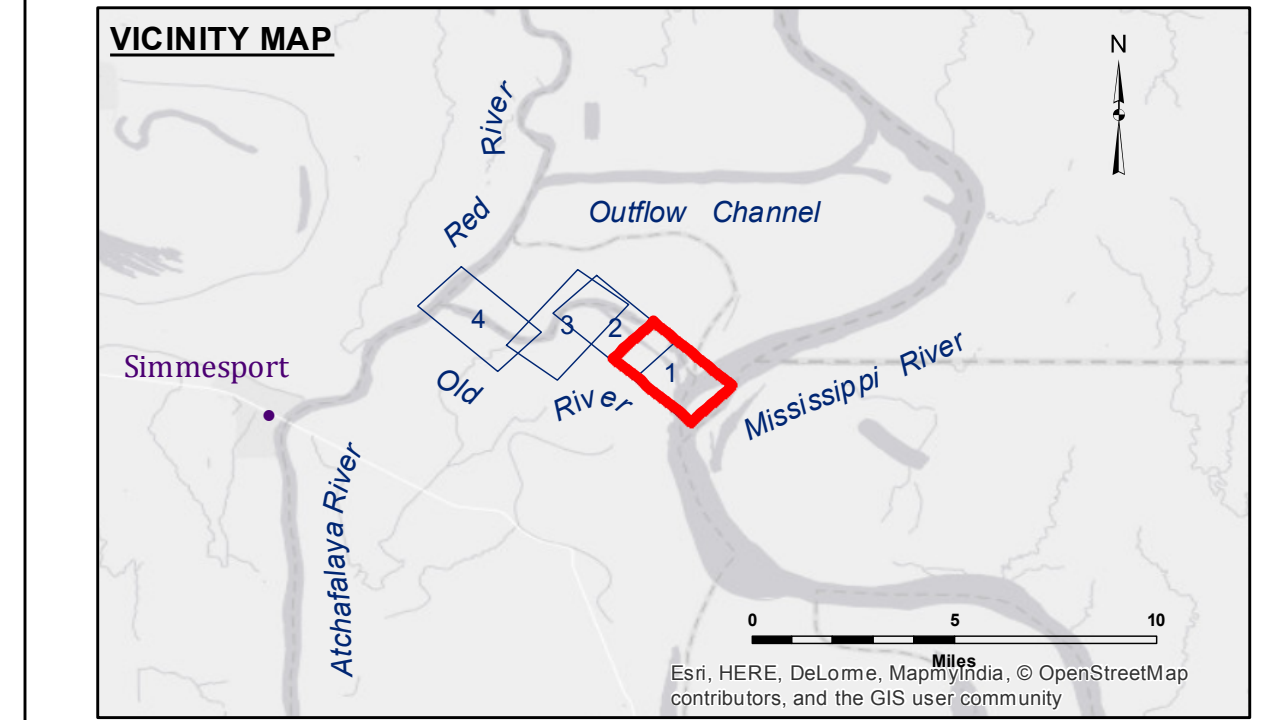 VICINITY MAP
N
Red River
Outflow Channel
4
3
2
1
Simmesport
Old River
Mississippi River
Atchafalaya River
0 5 10
Miles
Esri, HERE, DeLorme, MapmyIndia, © OpenStreetMap
contributors, and the GIS user community